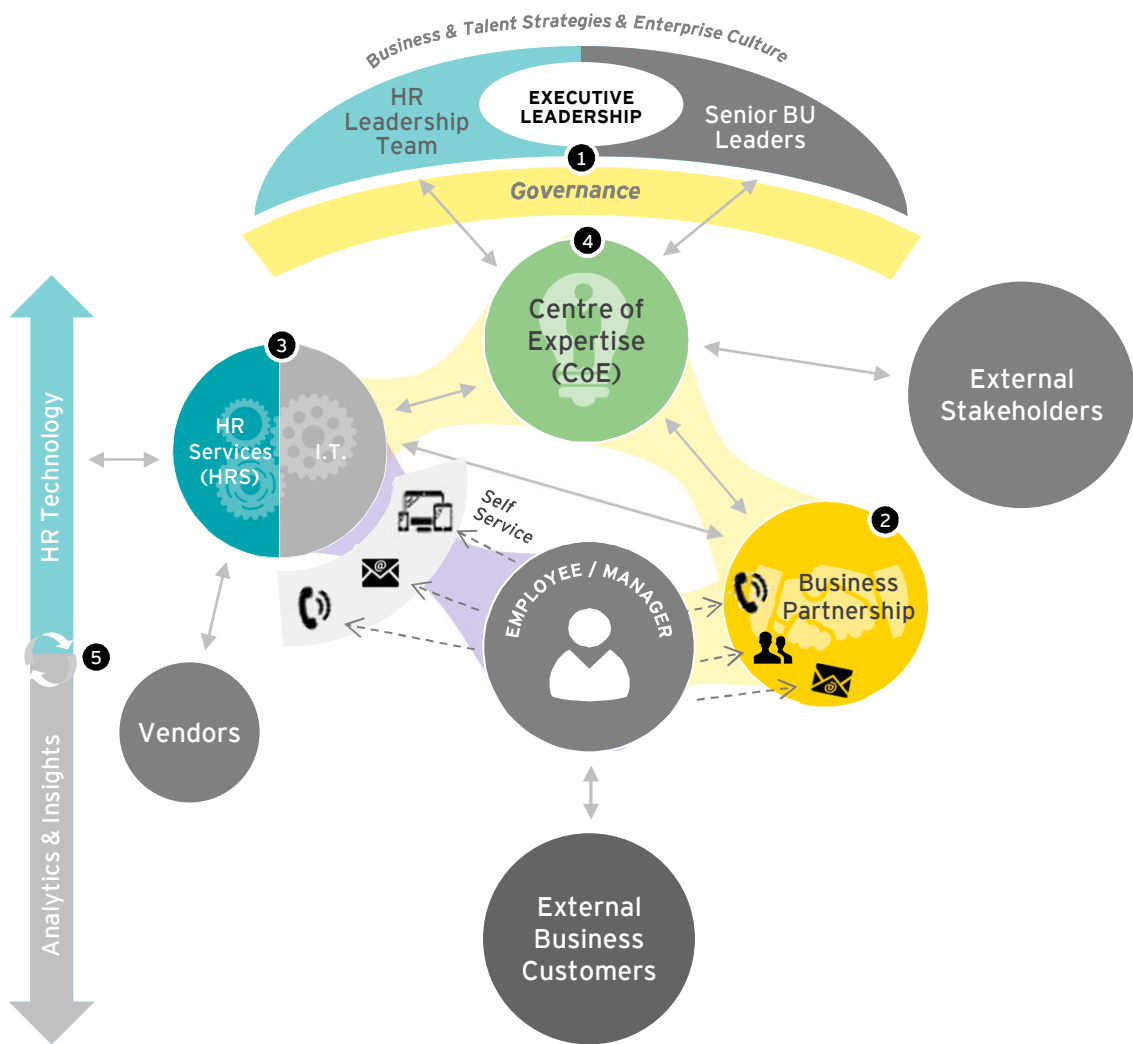 Business & Talent Strategies & Enterprise Culture
HR
Leadership
Team
EXECUTIVE
LEADERSHIP
Senior BU
Leaders
1
Governance
4
Centre of
Expertise
(CoE)
3
HR
Services
(HRS)
I.T.
External
Stakeholders
HR Technology
Self
Service
2
Business
Partnership
EMPLOYEE / MANAGER
5
Vendors
Analytics & Insights
External
Business
Customers